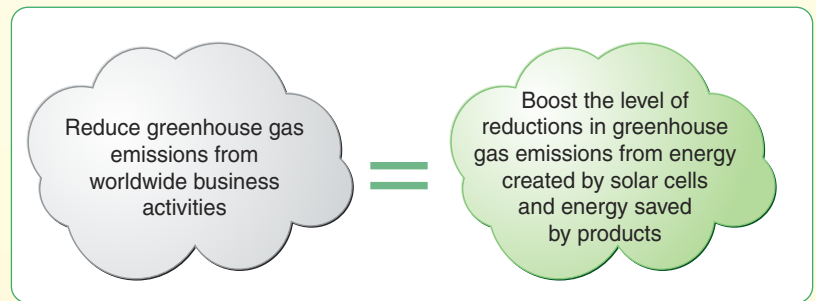 Reduce greenhouse gas
emissions from
worldwide business
activities
=
Boost the level of
reductions in greenhouse
gas emissions from energy
created by solar cells
and energy saved
by products